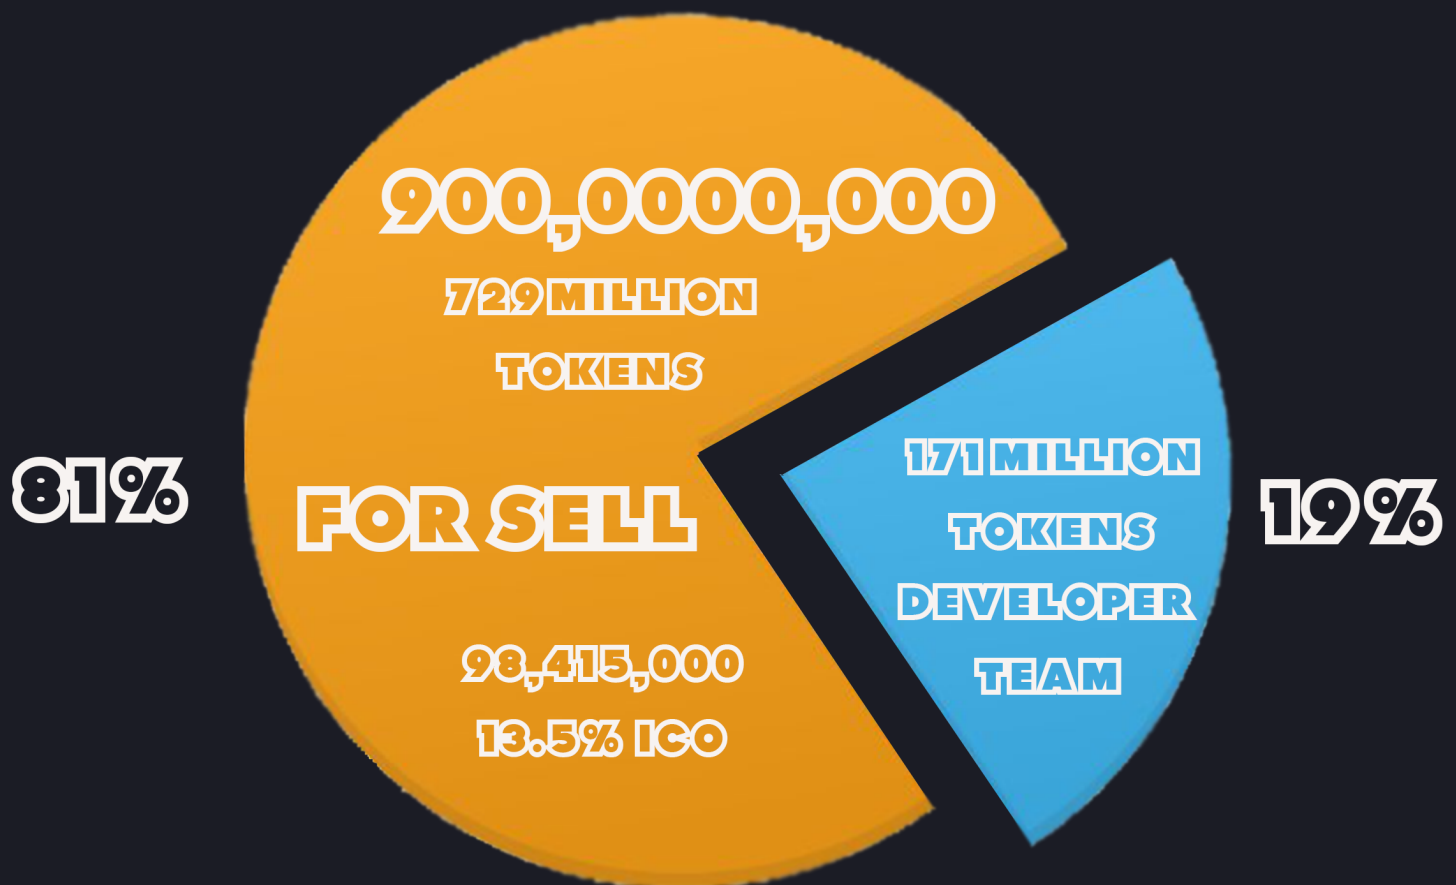 900,0000,000
729 MILLION
TOKENS
81%
FOR SELL
98,415,000
13.5% ICO
171 MILLION
TOKENS
DEVELOPER
TEAM
19%